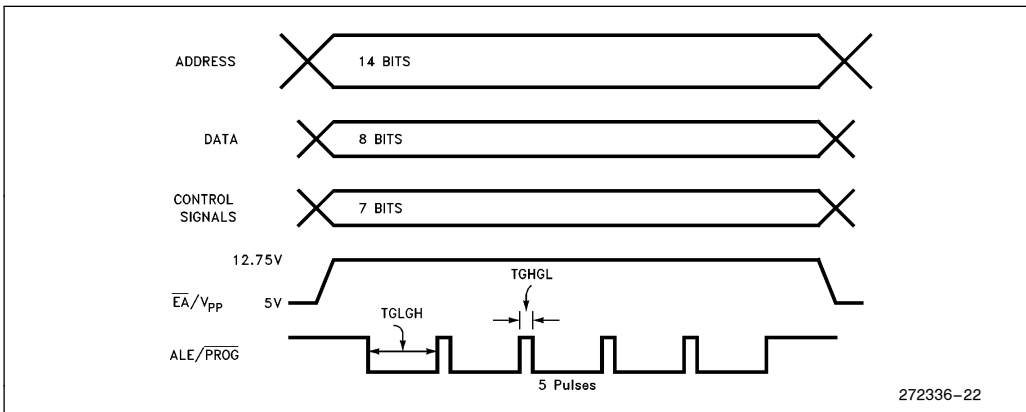 ADDRESS
14 BITS
DATA
8 BITS
CONTROL
SIGNALS
7 BITS
12.75V
EA/VPP
5V
TGHGL
TGLGH
ALE/PROG
5 Pulses
272336–22